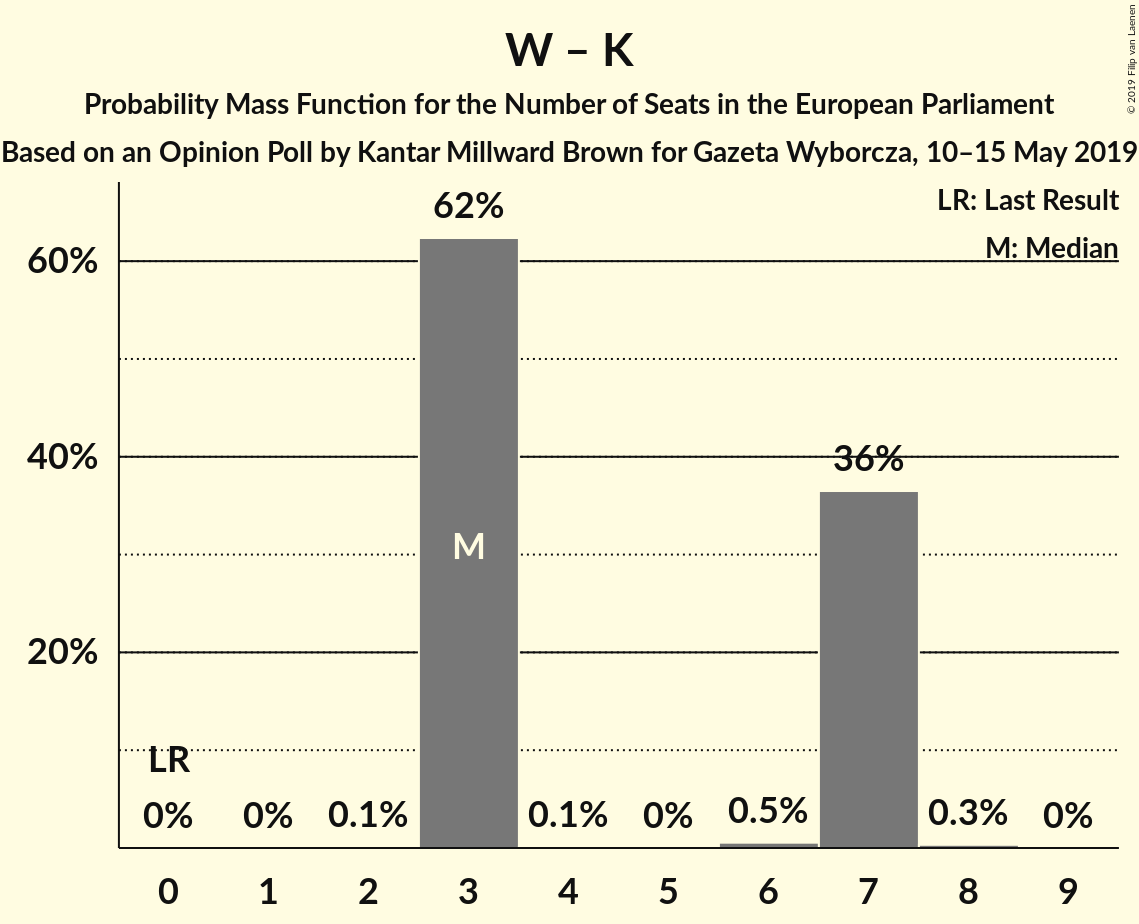 W – K
Probability Mass Function for the Number of Seats in the European Parliament
Based on an Opinion Poll by Kantar Millward Brown for Gazeta Wyborcza, 10–15 May 2019
© 2019 Filip van Laenen
LR: Last Result
M: Median
60%
40%
20%
62%
36%
M
LR
0% 0% 0.1% 0.1% 0% 0.5% 0.3% 0%
0 1 2 3 4 5 6 7 8 9